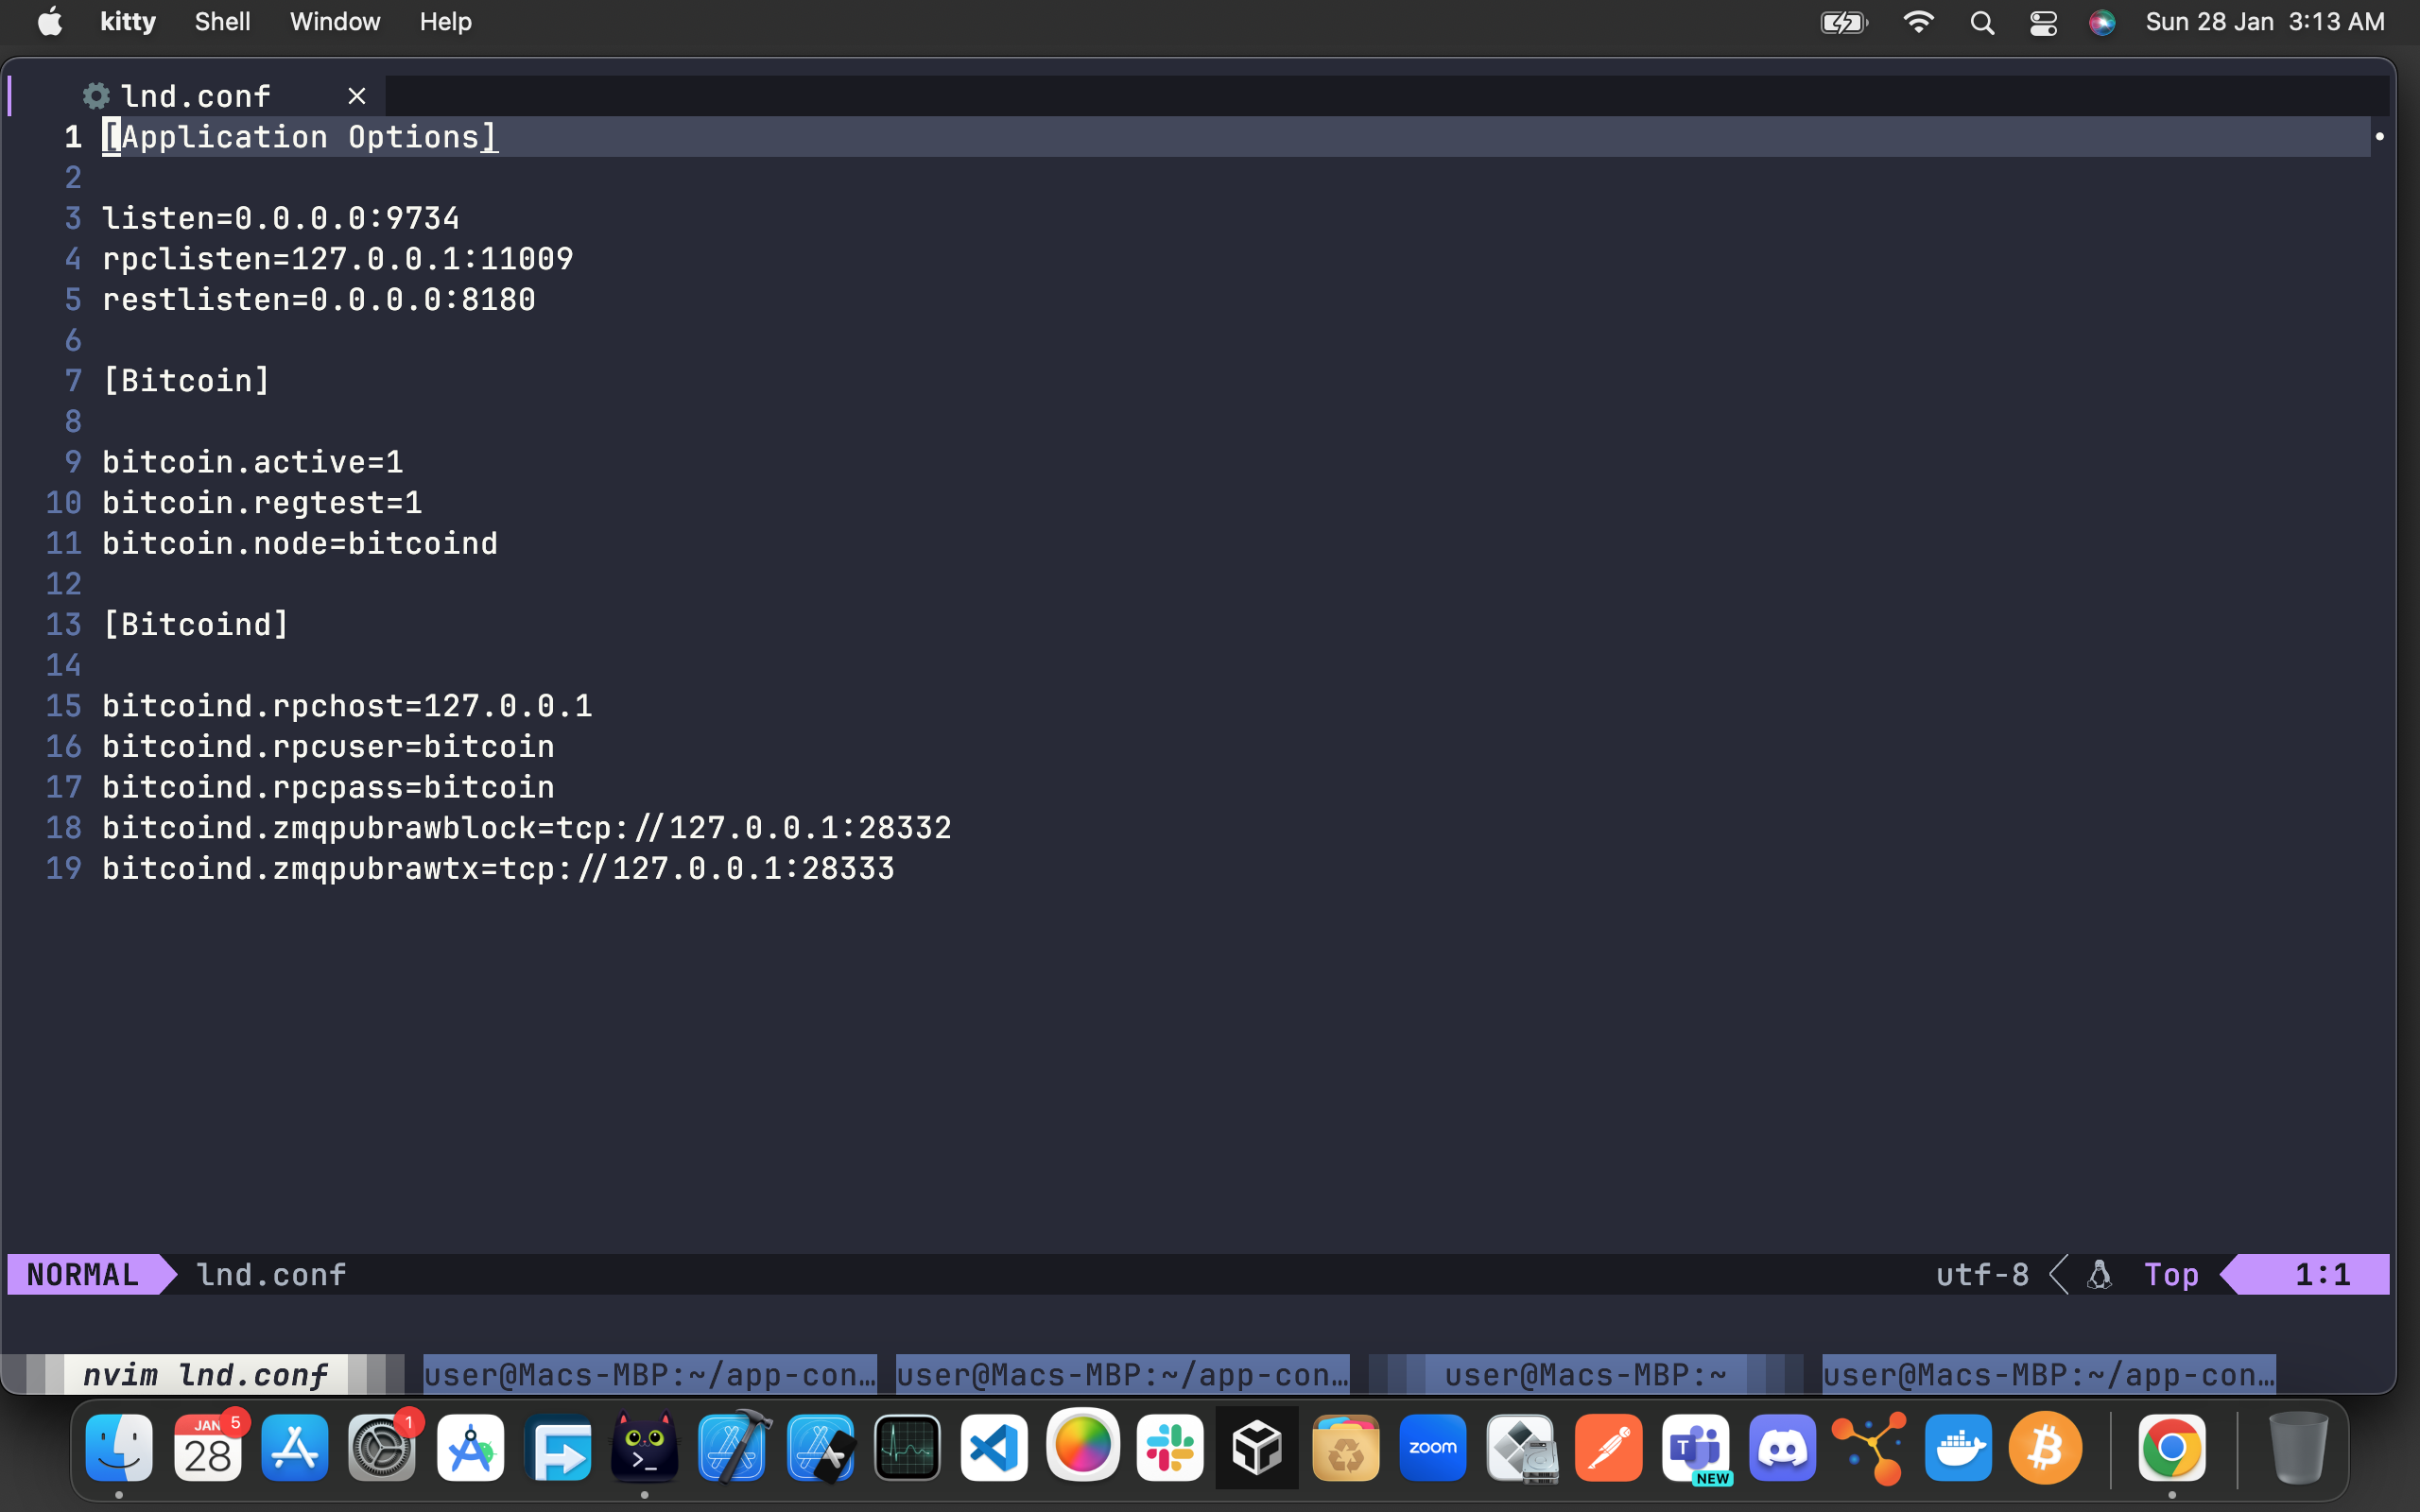 kitty Shell Window Help Sun 28 Jan 3:13 AM
lnd.conf ×
1 [Application Options]
2
3 listen=0.0.0.0:9734
4 rpclisten=127.0.0.1:11009
5 restlisten=0.0.0.0:8180
6
7 [Bitcoin]
8
9 bitcoin.active=1
10 bitcoin.regtest=1
11 bitcoin.node=bitcoind
12
13 [Bitcoind]
14
15 bitcoind.rpchost=127.0.0.1
16 bitcoind.rpcuser=bitcoin
17 bitcoind.rpcpass=bitcoin
18 bitcoind.zmqpubrawblock=tcp://127.0.0.1:28332
19 bitcoind.zmqpubrawtx=tcp://127.0.0.1:28333
NORMAL lnd.conf utf-8 Top 1:1
nvim lnd.conf user@Macs-MBP:~/app-con… user@Macs-MBP:~/app-con… user@Macs-MBP:~ user@Macs-MBP:~/app-con…
JAN 5 1
28 >_ zoom T NEW